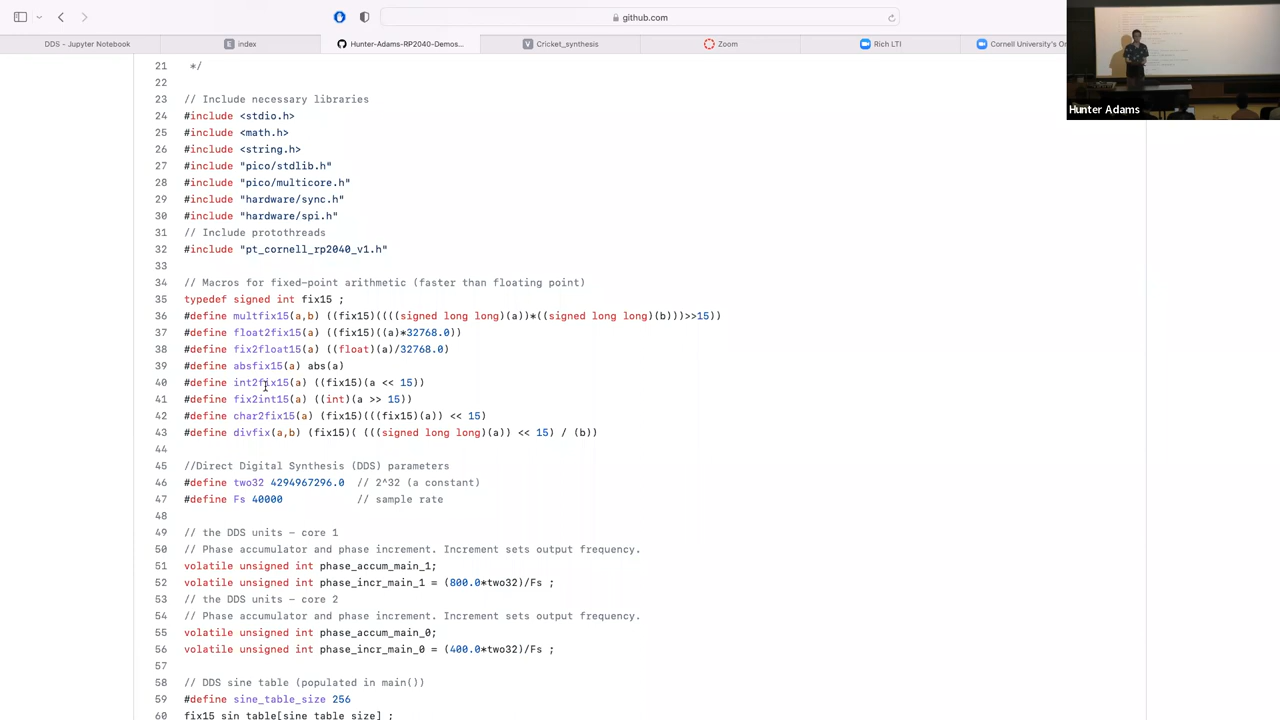 github.com
DDS - Jupyter Notebook
index
Hunter-Adams-RP2040-Demos...
Cricket_synthesis
Zoom
Rich LTI
Cornell University's On
Hunter Adams
21 */
22
23 // Include necessary libraries
24 #include <stdio.h>
25 #include <math.h>
26 #include <string.h>
27 #include "pico/stdlib.h"
28 #include "pico/multicore.h"
29 #include "hardware/sync.h"
30 #include "hardware/spi.h"
31 // Include protothreads
32 #include "pt_cornell_rp2040_v1.h"
33
34 // Macros for fixed-point arithmetic (faster than floating point)
35 typedef signed int fix15 ;
36 #define multfix15(a,b) ((fix15)((((signed long long)(a))*((signed long long)(b)))>>15))
37 #define float2fix15(a) ((fix15)((a)*32768.0))
38 #define fix2float15(a) ((float)(a)/32768.0)
39 #define absfix15(a) abs(a)
40 #define int2fix15(a) ((fix15)(a << 15))
41 #define fix2int15(a) ((int)(a >> 15))
42 #define char2fix15(a) (fix15)(((fix15)(a)) << 15)
43 #define divfix(a,b) (fix15)( (((signed long long)(a)) << 15) / (b))
44
45 //Direct Digital Synthesis (DDS) parameters
46 #define two32 4294967296.0 // 2^32 (a constant)
47 #define Fs 40000 // sample rate
48
49 // the DDS units - core 1
50 // Phase accumulator and phase increment. Increment sets output frequency.
51 volatile unsigned int phase_accum_main_1;
52 volatile unsigned int phase_incr_main_1 = (800.0*two32)/Fs ;
53 // the DDS units - core 2
54 // Phase accumulator and phase increment. Increment sets output frequency.
55 volatile unsigned int phase_accum_main_0;
56 volatile unsigned int phase_incr_main_0 = (400.0*two32)/Fs ;
57
58 // DDS sine table (populated in main())
59 #define sine_table_size 256
60 fix15 sin_table[sine_table_size] ;